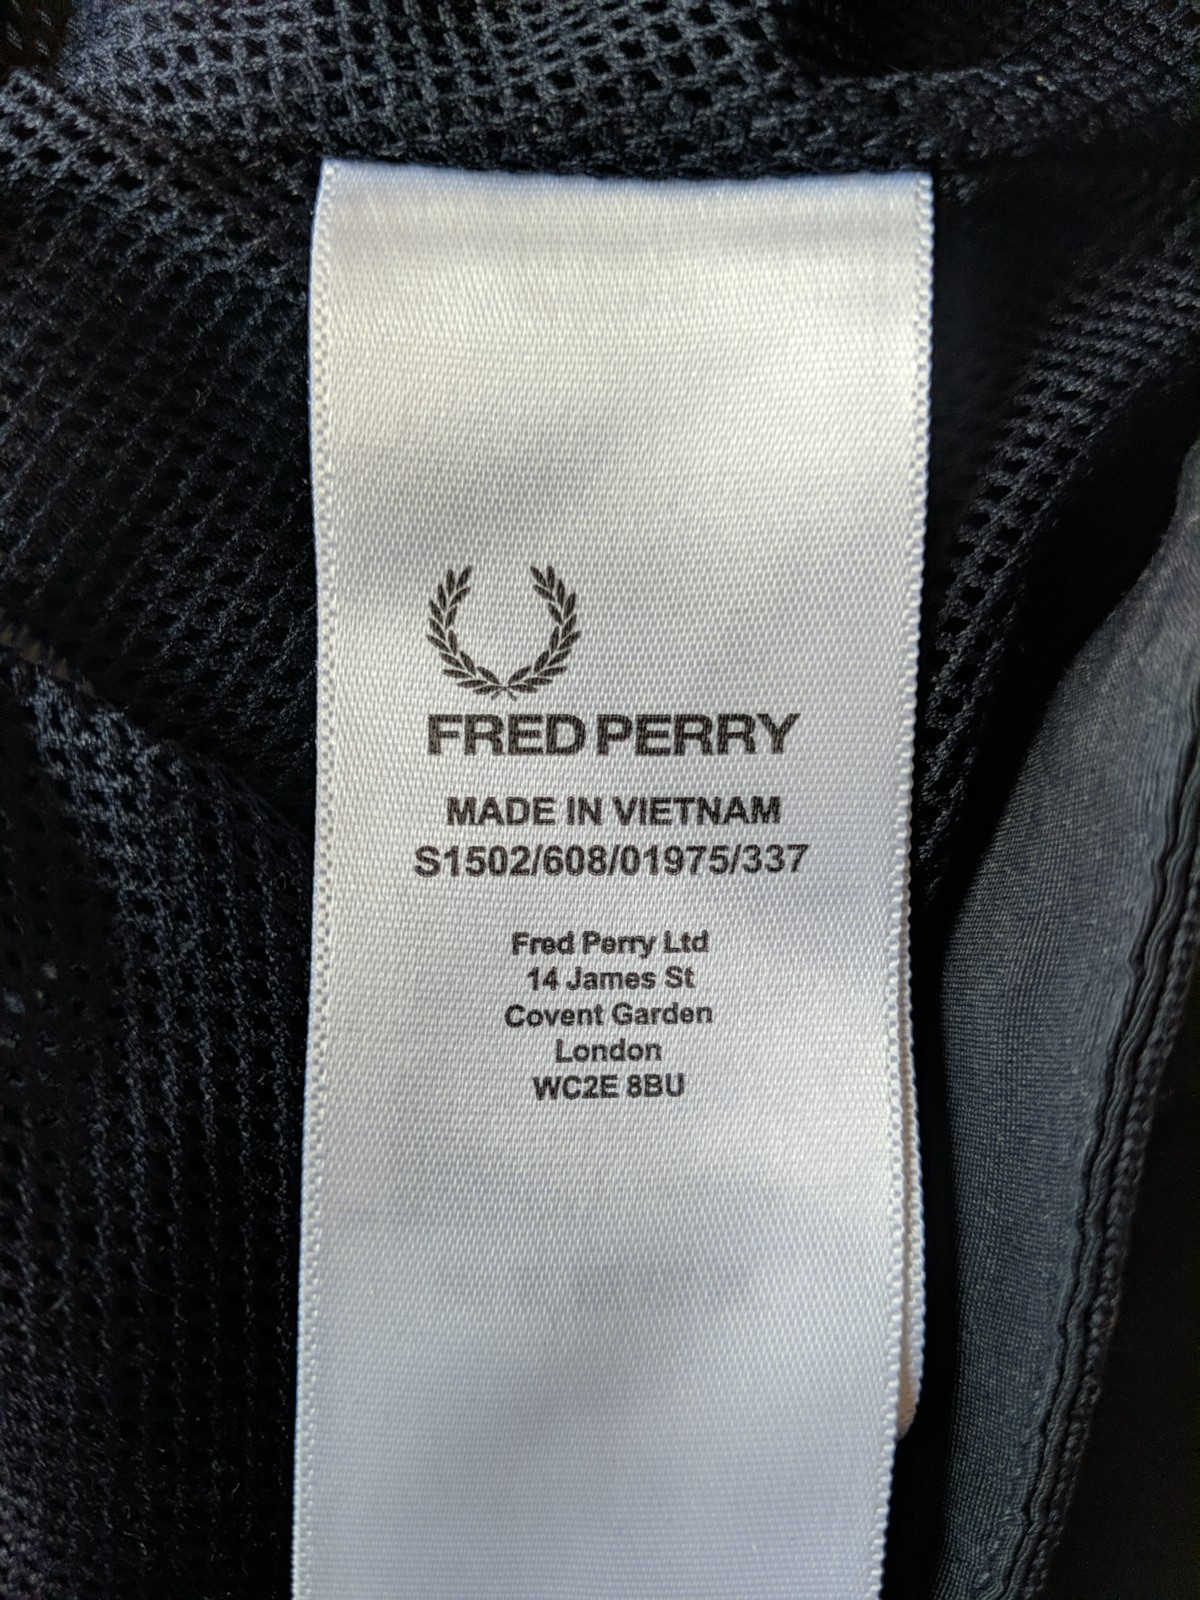 FRED PERRY
MADE IN VIETNAM
S1502/608/01975/337
Fred Perry Ltd
14 James St
Covent Garden
London
WC2E 8BU